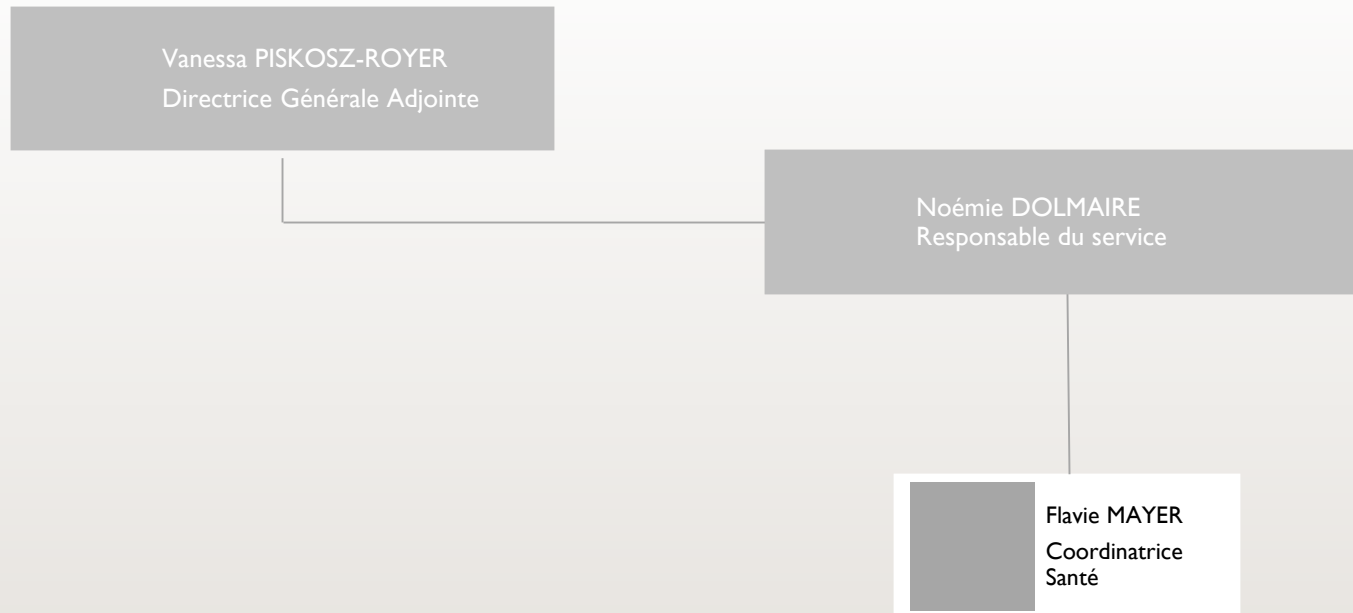 Vanessa PISKOSZ-ROYER
Directrice Générale Adjointe
Noémie DOLMAIRE
Responsable du service
Flavie MAYER
Coordinatrice
Santé